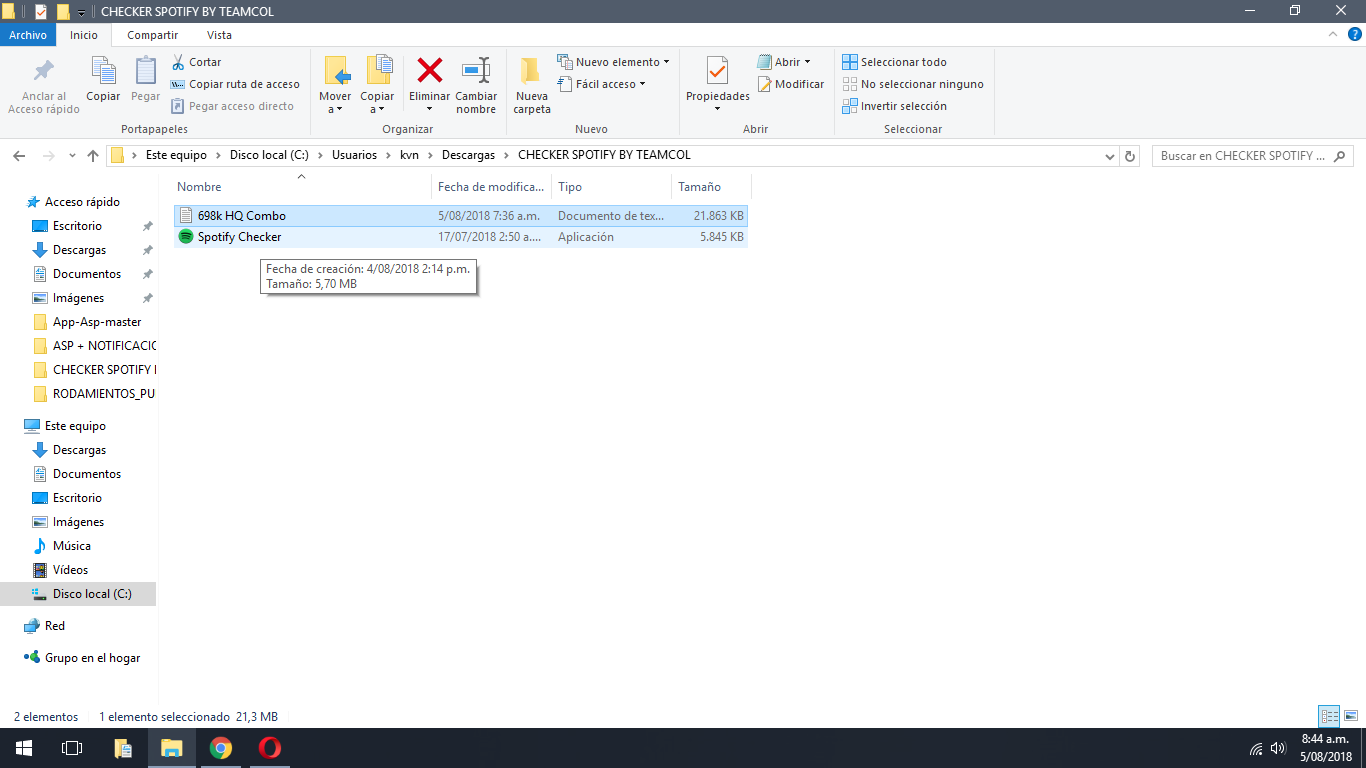 CHECKER SPOTIFY BY TEAMCOL
Archivo Inicio Compartir Vista
Anclar al Acceso rápido
Copiar
Pegar
Cortar
Copiar ruta de acceso
Pegar acceso directo
Portapapeles
Mover a
Copiar a
Eliminar
Cambiar nombre
Organizar
Nueva carpeta
Nuevo elemento
Fácil acceso
Nuevo
Propiedades
Abrir
Modificar
Abrir
Seleccionar todo
No seleccionar ninguno
Invertir selección
Seleccionar
Este equipo Disco local (C:) Usuarios kvn Descargas CHECKER SPOTIFY BY TEAMCOL
Buscar en CHECKER SPOTIFY ...
Nombre Fecha de modifica... Tipo Tamaño
698k HQ Combo 5/08/2018 7:36 a.m. Documento de tex... 21.863 KB
Spotify Checker 17/07/2018 2:50 a.... Aplicación 5.845 KB
Fecha de creación: 4/08/2018 2:14 p.m.
Tamaño: 5,70 MB
Acceso rápido
Escritorio
Descargas
Documentos
Imágenes
App-Asp-master
ASP + NOTIFICACIO
CHECKER SPOTIFY
RODAMIENTOS_PU
Este equipo
Descargas
Documentos
Escritorio
Imágenes
Música
Vídeos
Disco local (C:)
Red
Grupo en el hogar
2 elementos 1 elemento seleccionado 21,3 MB
8:44 a.m.
5/08/2018